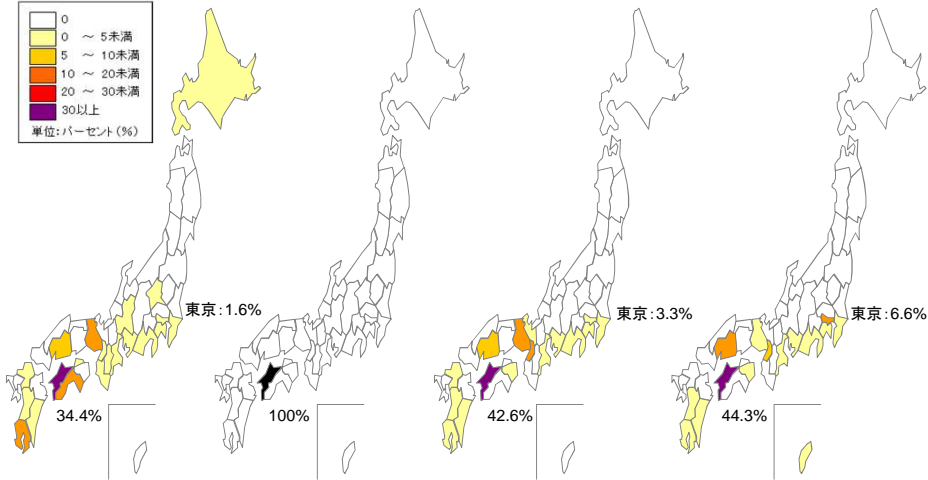 0
0 ～ 5未満
5 ～ 10未満
10 ～ 20未満
20 ～ 30未満
30以上
単位：パーセント（％）
東京：1.6%
東京：3.3%
東京：6.6%
34.4%
100%
42.6%
44.3%